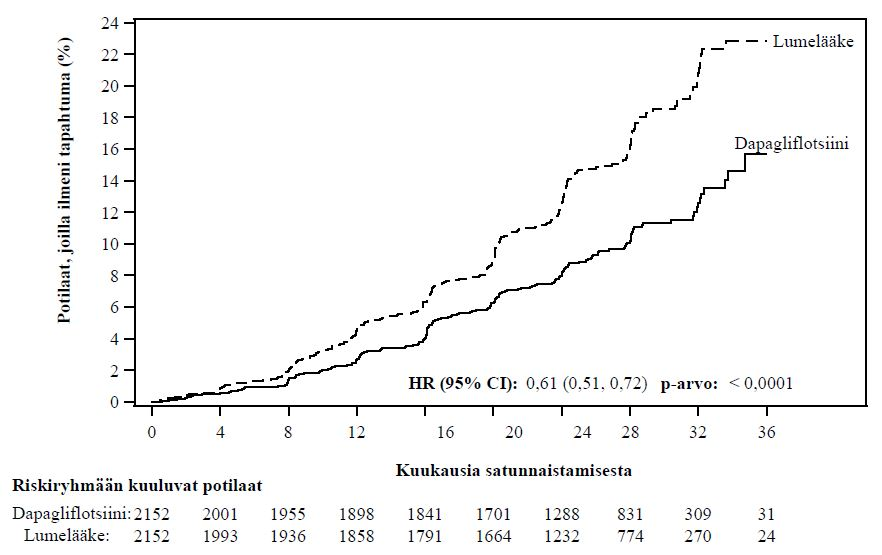 Potilaat, joilla ilmeni tapahtuma (%)
24
22
20
18
16
14
12
10
8
6
4
2
0
Lumelääke
Dapagliflotsiini
HR (95% CI): 0,61 (0,51, 0,72) p-arvo: < 0,0001
0 4 8 12 16 20 24 28 32 36
Kuukausia satunnaistamisesta
Riskiryhmään kuuluvat potilaat
Dapagliflotsiini: 2152 2001 1955 1898 1841 1701 1288 831 309 31
Lumelääke: 2152 1993 1936 1858 1791 1664 1232 774 270 24